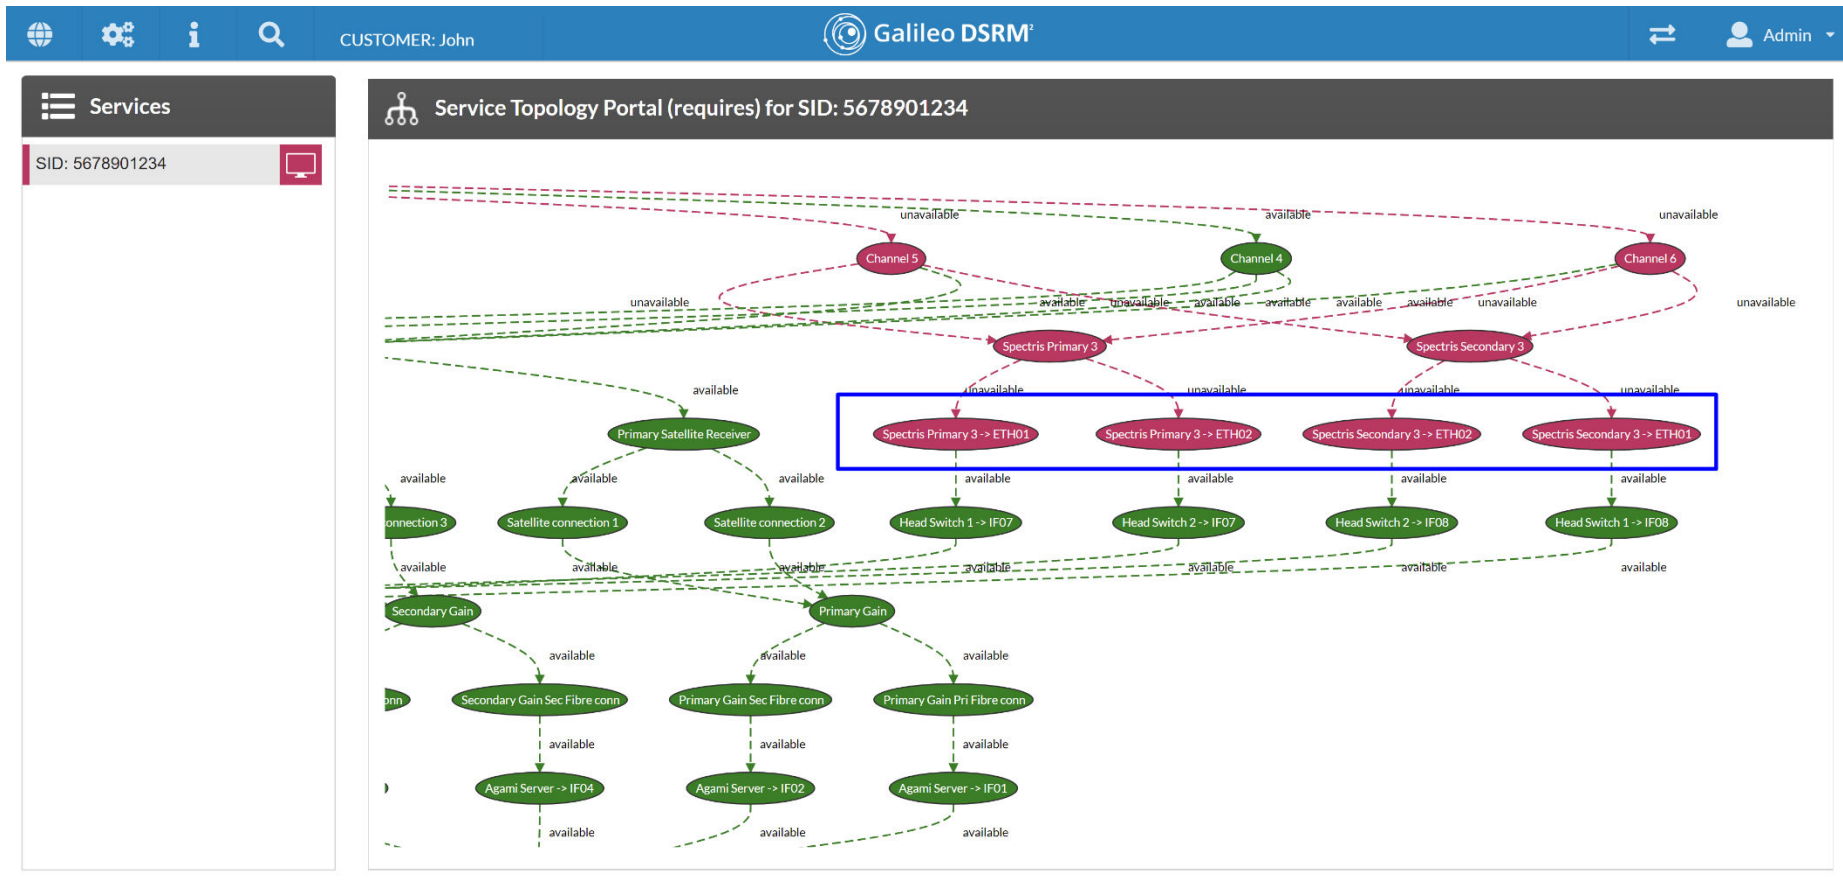 CUSTOMER: John
Galileo DSRM²
Admin
Services
SID: 5678901234
Service Topology Portal (requires) for SID: 5678901234
unavailable available unavailable
Channel 5 Channel 4 Channel 6
unavailable available unavailable available available available available unavailable unavailable
Spectris Primary 3 Spectris Secondary 3
available unavailable unavailable unavailable unavailable
Primary Satellite Receiver Spectris Primary 3 -> ETH01 Spectris Primary 3 -> ETH02 Spectris Secondary 3 -> ETH02 Spectris Secondary 3 -> ETH01
available available available available available available available
onnection 3 Satellite connection 1 Satellite connection 2 Head Switch 1 -> IF07 Head Switch 2 -> IF07 Head Switch 2 -> IF08 Head Switch 1 -> IF08
available available available available available available available
Secondary Gain Primary Gain
available available available
onn Secondary Gain Sec Fibre conn Primary Gain Sec Fibre conn Primary Gain Pri Fibre conn
available available available
Agami Server -> IF04 Agami Server -> IF02 Agami Server -> IF01
available available available